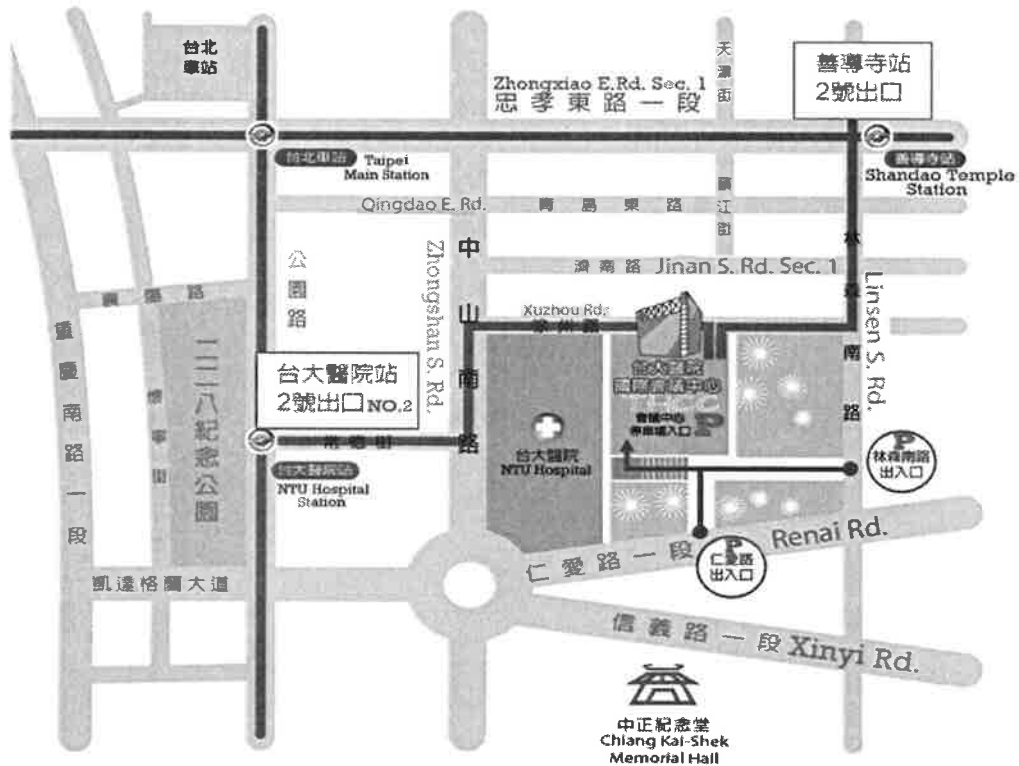 台北
車站
天津街
善導寺站
2號出口
Zhongxiao E.Rd. Sec. 1
忠孝東路一段
台北車站
Taipei
Main Station
善導寺站
Shandao Temple
Station
Qingdao E. Rd.
青島東路
鎮江街
公園路
Zhongshan S. Rd.
中山南路
濟南路 Jinan S. Rd. Sec. 1
林森南路
Linsen S. Rd.
襄陽路
Xuzhou Rd.
徐州路
重慶南路一段
二二八紀念公園
懷寧街
台大醫院站
2號出口 NO.2
常德街
台大醫院站
NTU Hospital
Station
台大醫院
NTU Hospital
台大醫院
國際會議中心
會議中心
停車場入口
P
P
林森南路
出入口
P
仁愛路
出入口
仁愛路一段 Renai Rd.
凱達格蘭大道
信義路一段 Xinyi Rd.
中正紀念堂
Chiang Kai-Shek
Memorial Hall